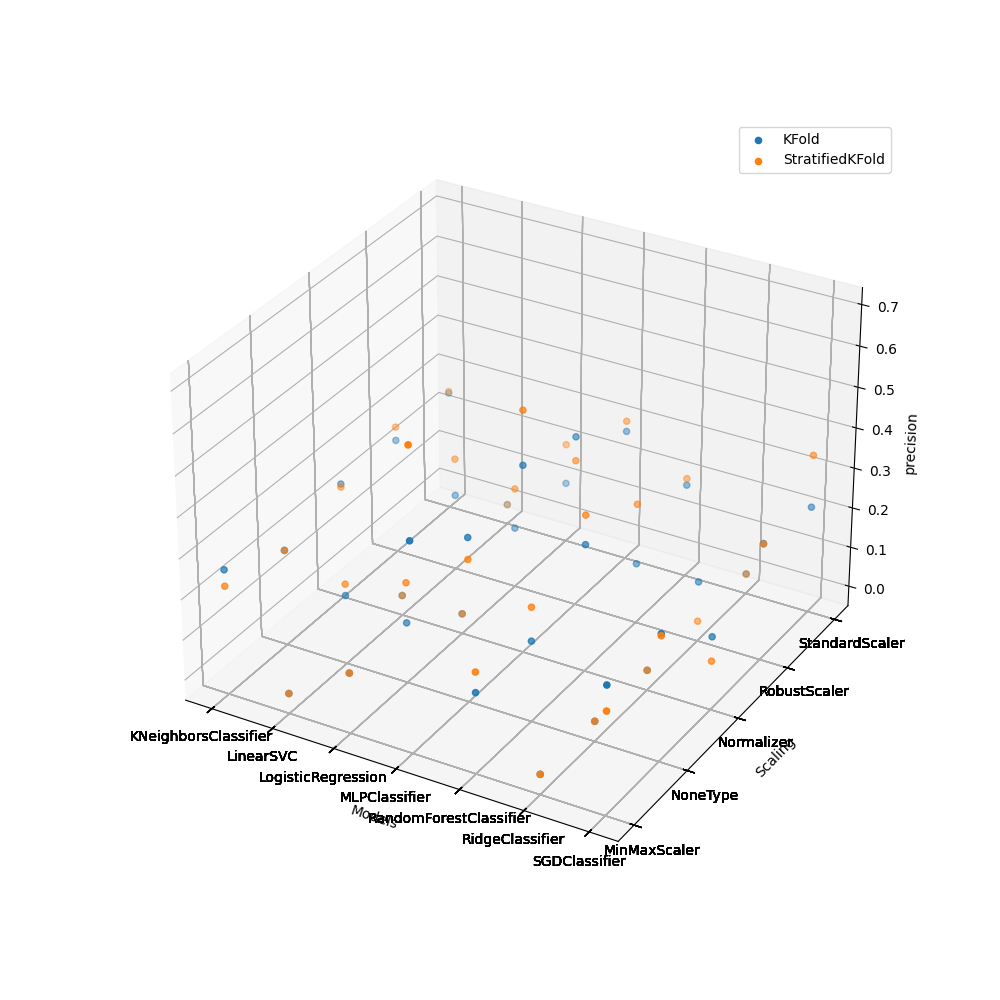 KFold
StratifiedKFold
0.7
0.6
0.5
0.4
0.3
0.2
0.1
0.0
precision
StandardScaler
RobustScaler
Normalizer
NoneType
MinMaxScaler
Scaling
KNeighborsClassifier
LinearSVC
LogisticRegression
MLPClassifier
RandomForestClassifier
RidgeClassifier
SGDClassifier
Models